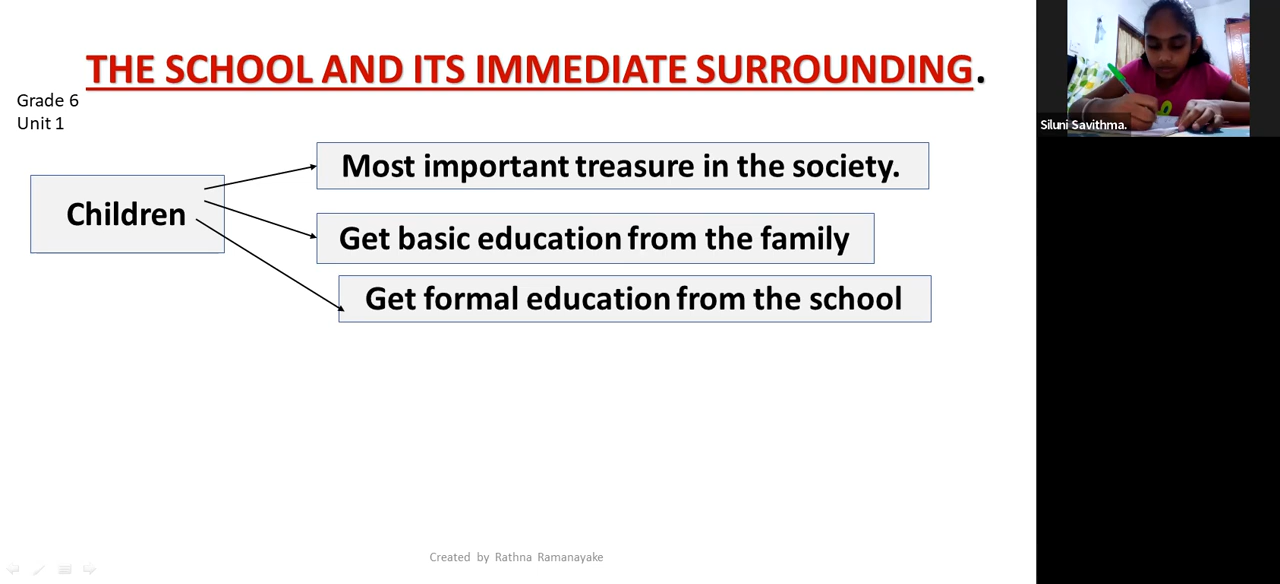 THE SCHOOL AND ITS IMMEDIATE SURROUNDING.
Grade 6
Unit 1
Children
Most important treasure in the society.
Get basic education from the family
Get formal education from the school
Created by Rathna Ramanayake
Siluni Savithma.